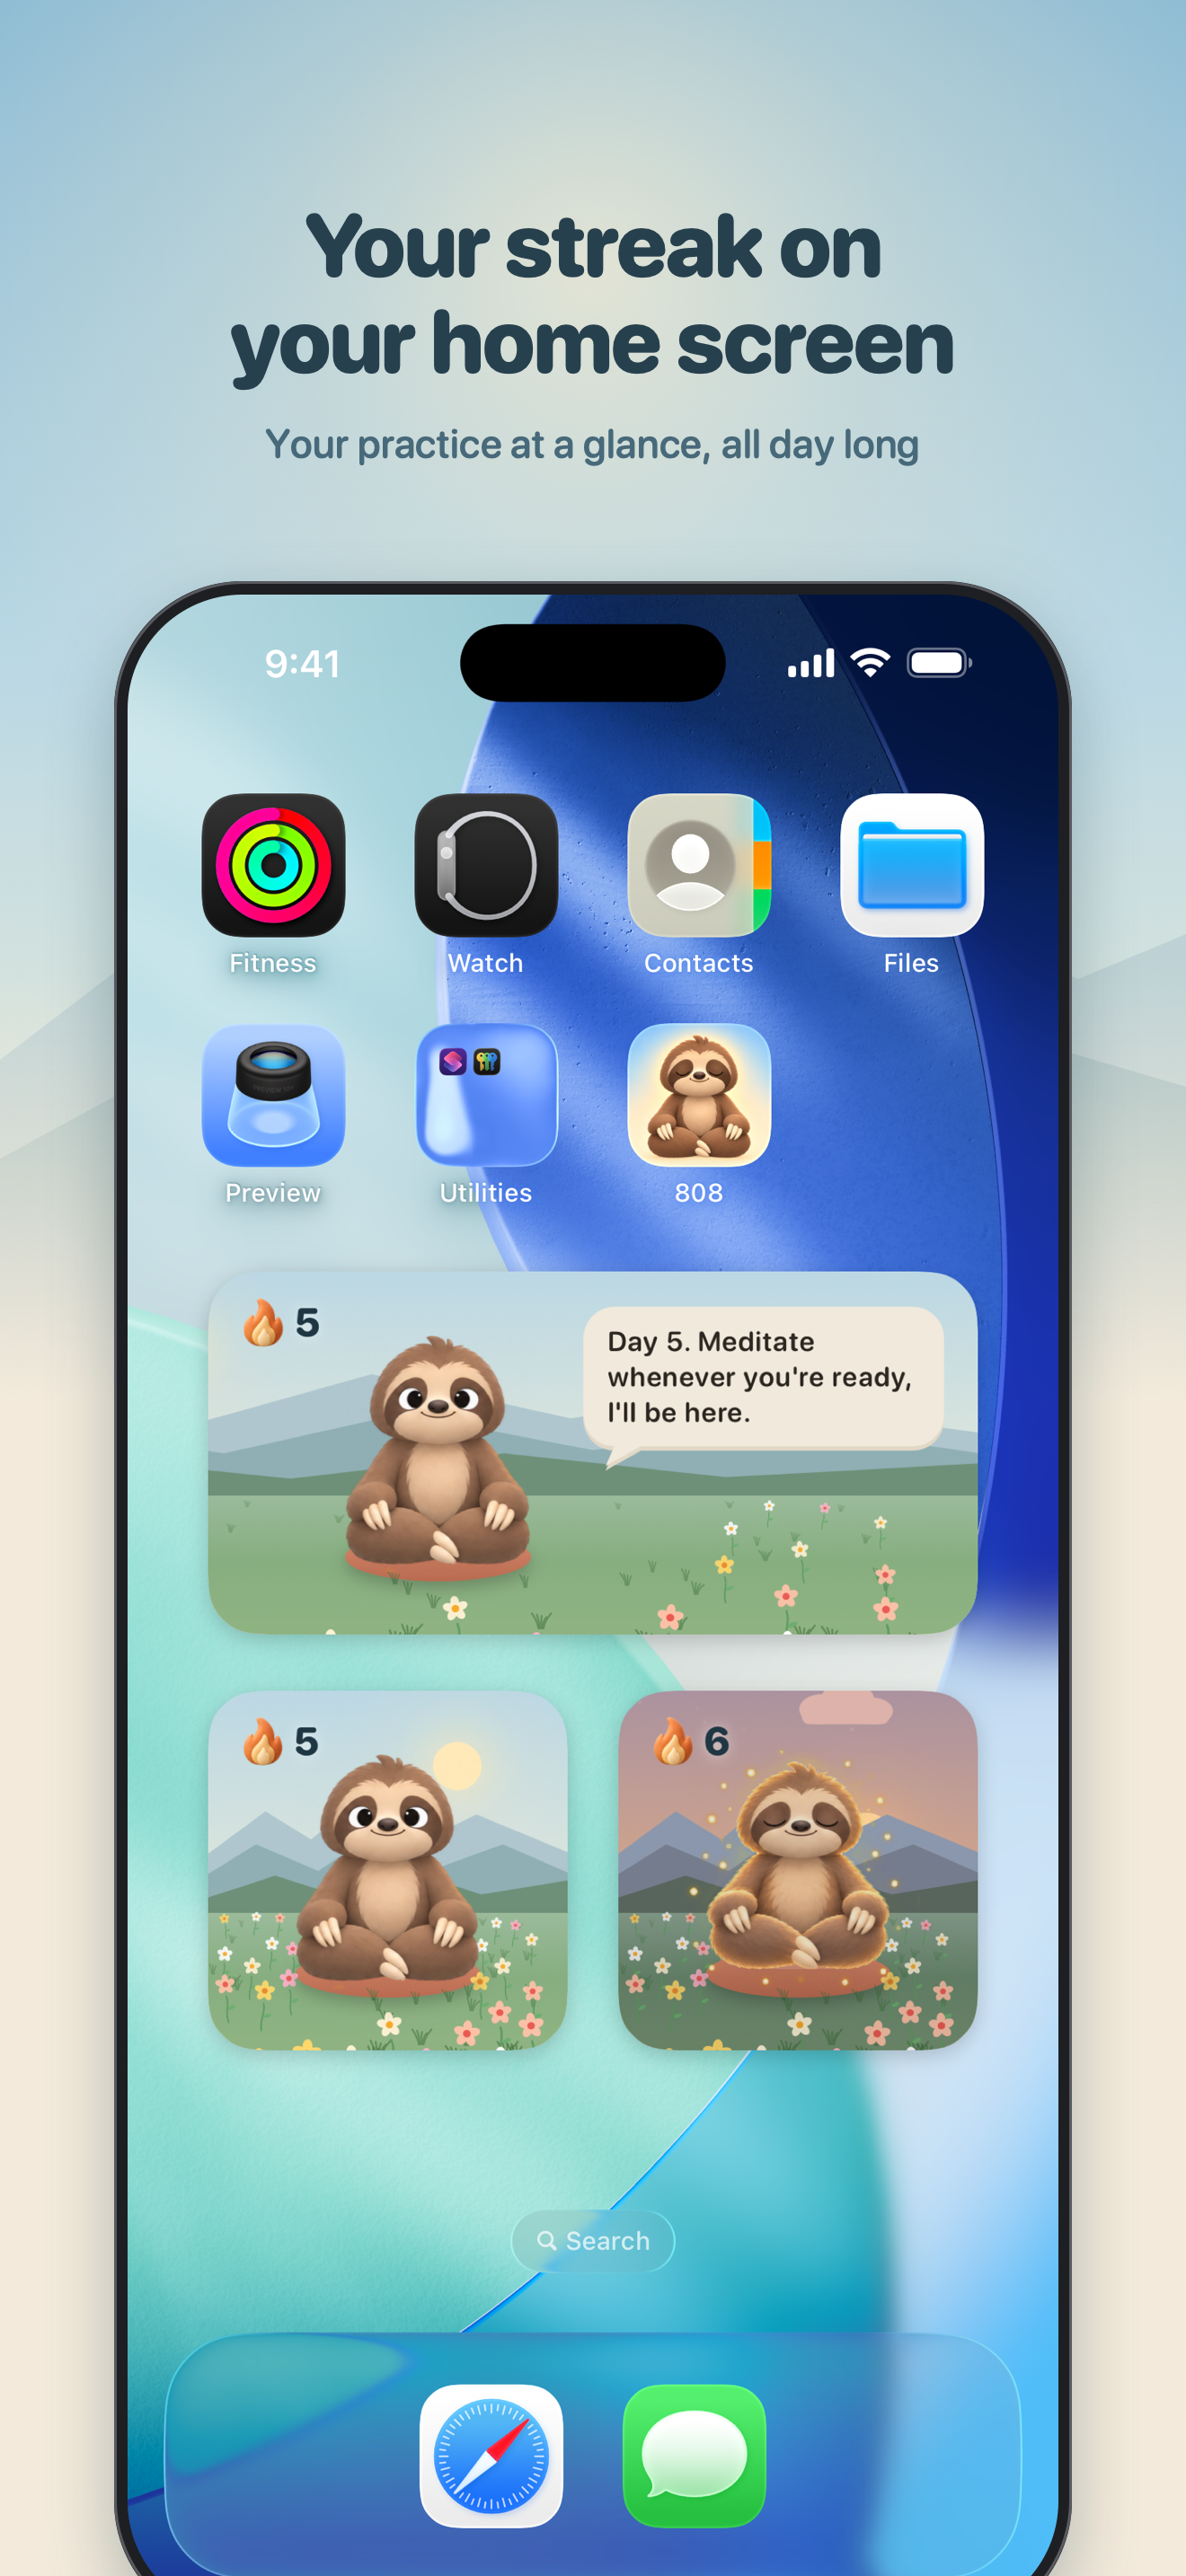 Your streak on
your home screen
Your practice at a glance, all day long
9:41
Fitness
Watch
Contacts
Files
Preview
Utilities
808
5
Day 5. Meditate
whenever you're ready,
I'll be here.
5
6
Search